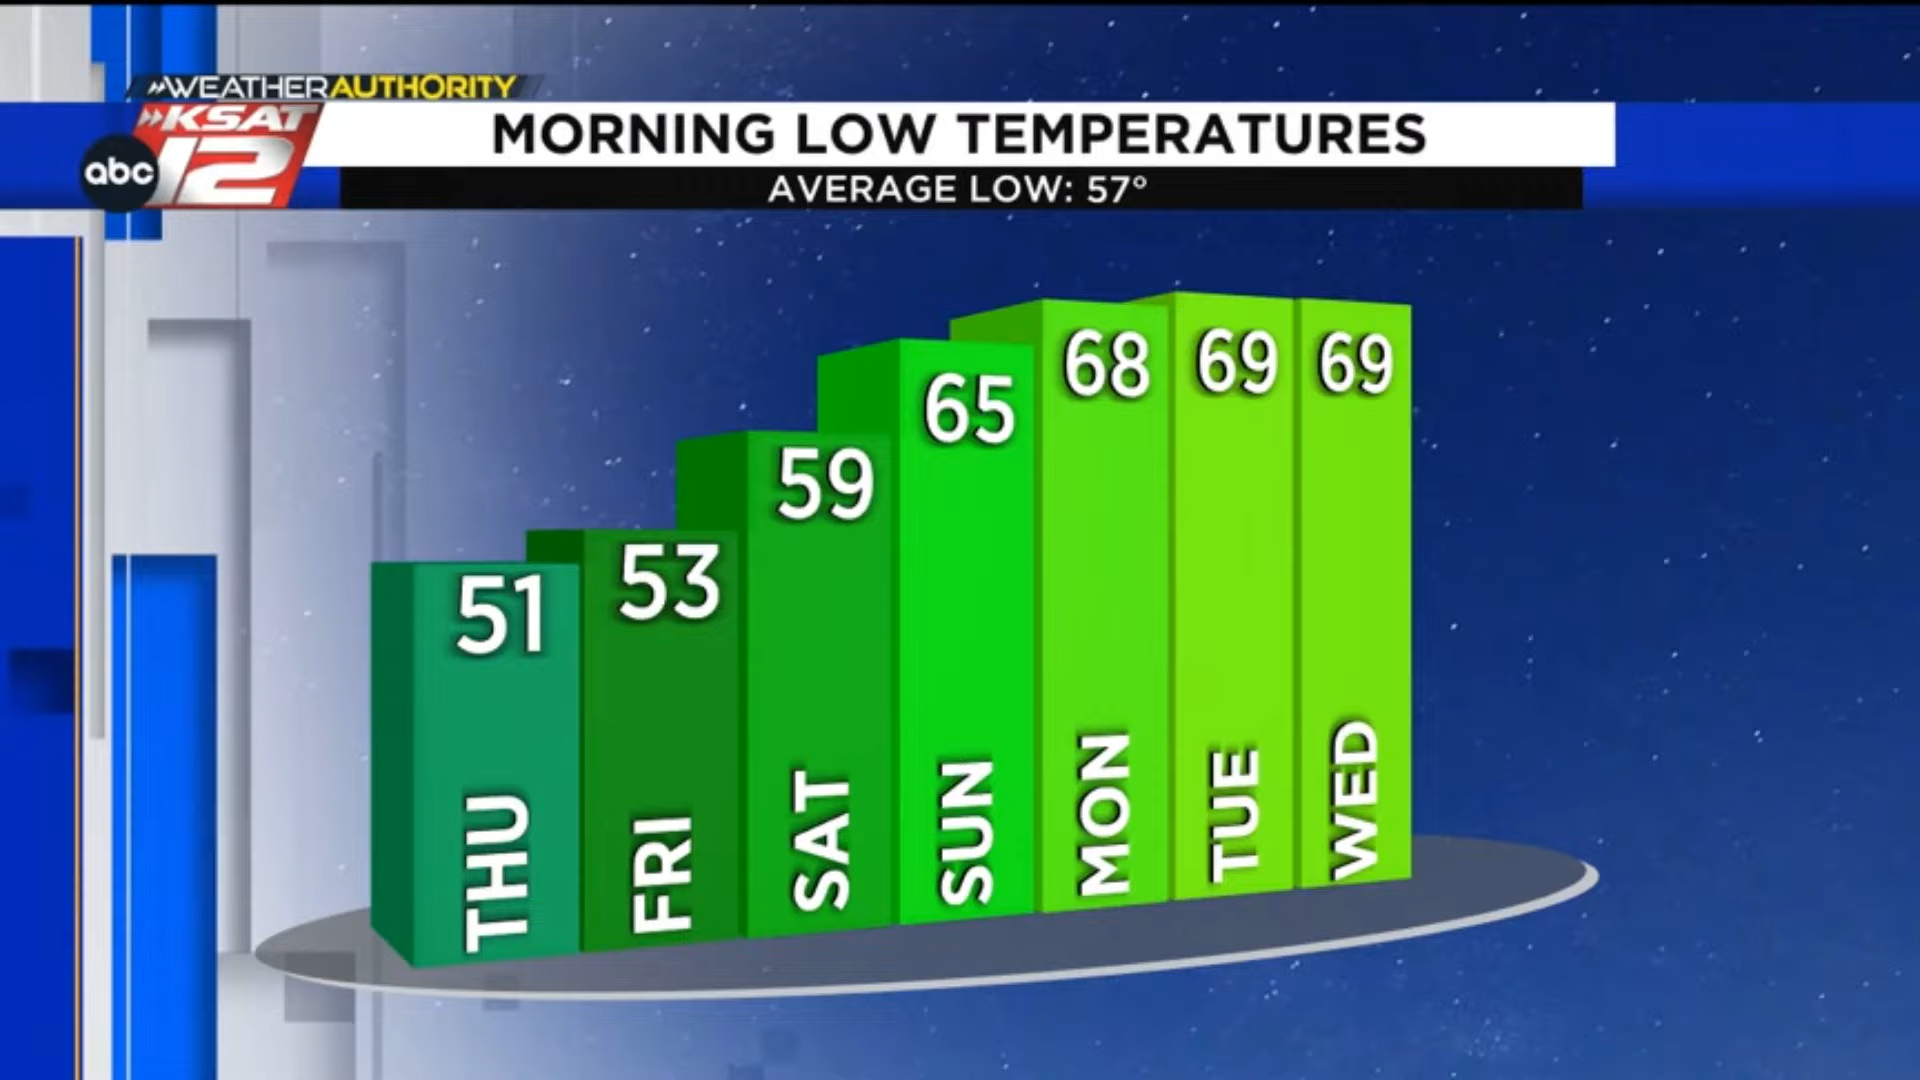 WEATHERAUTHORITY
KSAT
abc 12
MORNING LOW TEMPERATURES
AVERAGE LOW: 57°
51 53 59 65 68 69 69
THU FRI SAT SUN MON TUE WED